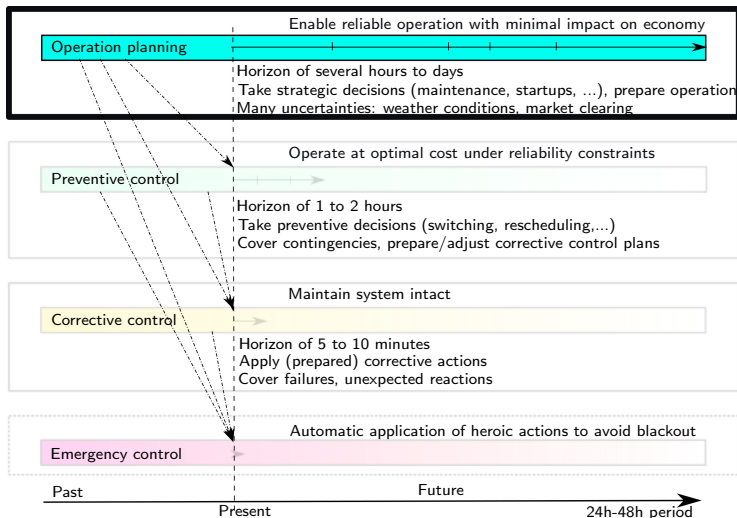 Enable reliable operation with minimal impact on economy
Operation planning
Horizon of several hours to days
Take strategic decisions (maintenance, startups, ...), prepare operation
Many uncertainties: weather conditions, market clearing
Operate at optimal cost under reliability constraints
Preventive control
Horizon of 1 to 2 hours
Take preventive decisions (switching, rescheduling,...)
Cover contingencies, prepare/adjust corrective control plans
Maintain system intact
Corrective control
Horizon of 5 to 10 minutes
Apply (prepared) corrective actions
Cover failures, unexpected reactions
Automatic application of heroic actions to avoid blackout
Emergency control
Past
Future
Present
24h-48h period